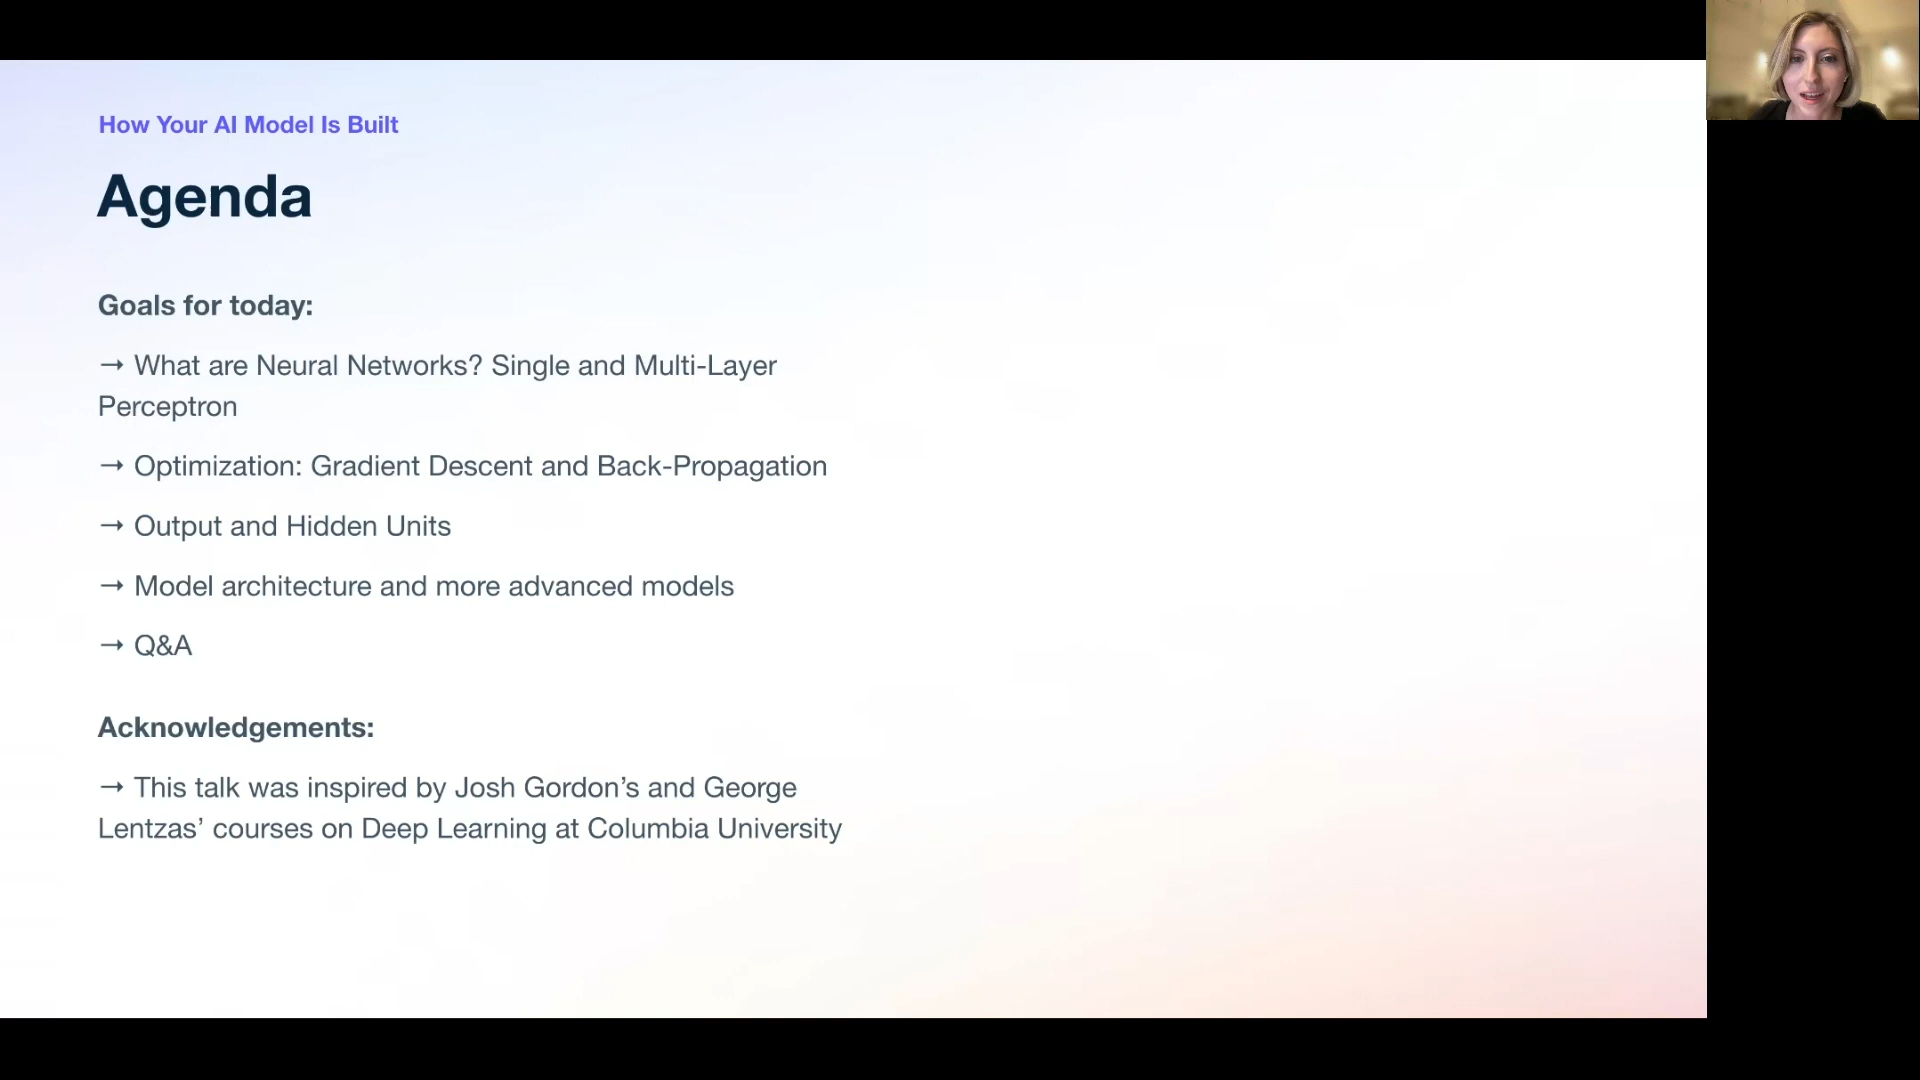 How Your AI Model Is Built
Agenda
Goals for today:
→ What are Neural Networks? Single and Multi-Layer
Perceptron
→ Optimization: Gradient Descent and Back-Propagation
→ Output and Hidden Units
→ Model architecture and more advanced models
→ Q&A
Acknowledgements:
→ This talk was inspired by Josh Gordon’s and George
Lentzas’ courses on Deep Learning at Columbia University